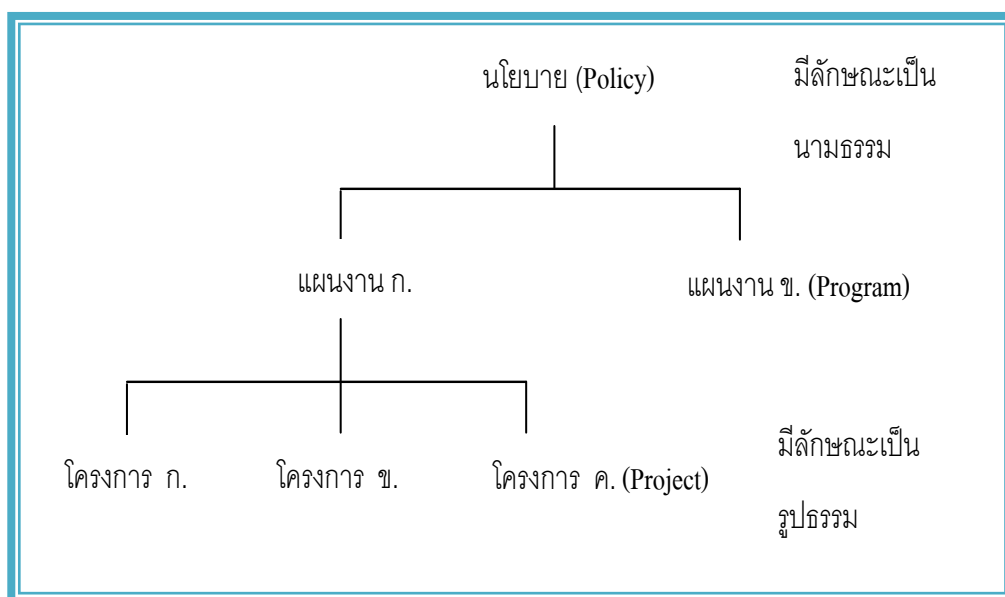 นโยบาย (Policy)
มีลักษณะเป็น
นามธรรม
แผนงาน ก.
แผนงาน ข. (Program)
โครงการ ก.
โครงการ ข.
โครงการ ค. (Project)
มีลักษณะเป็น
รูปธรรม